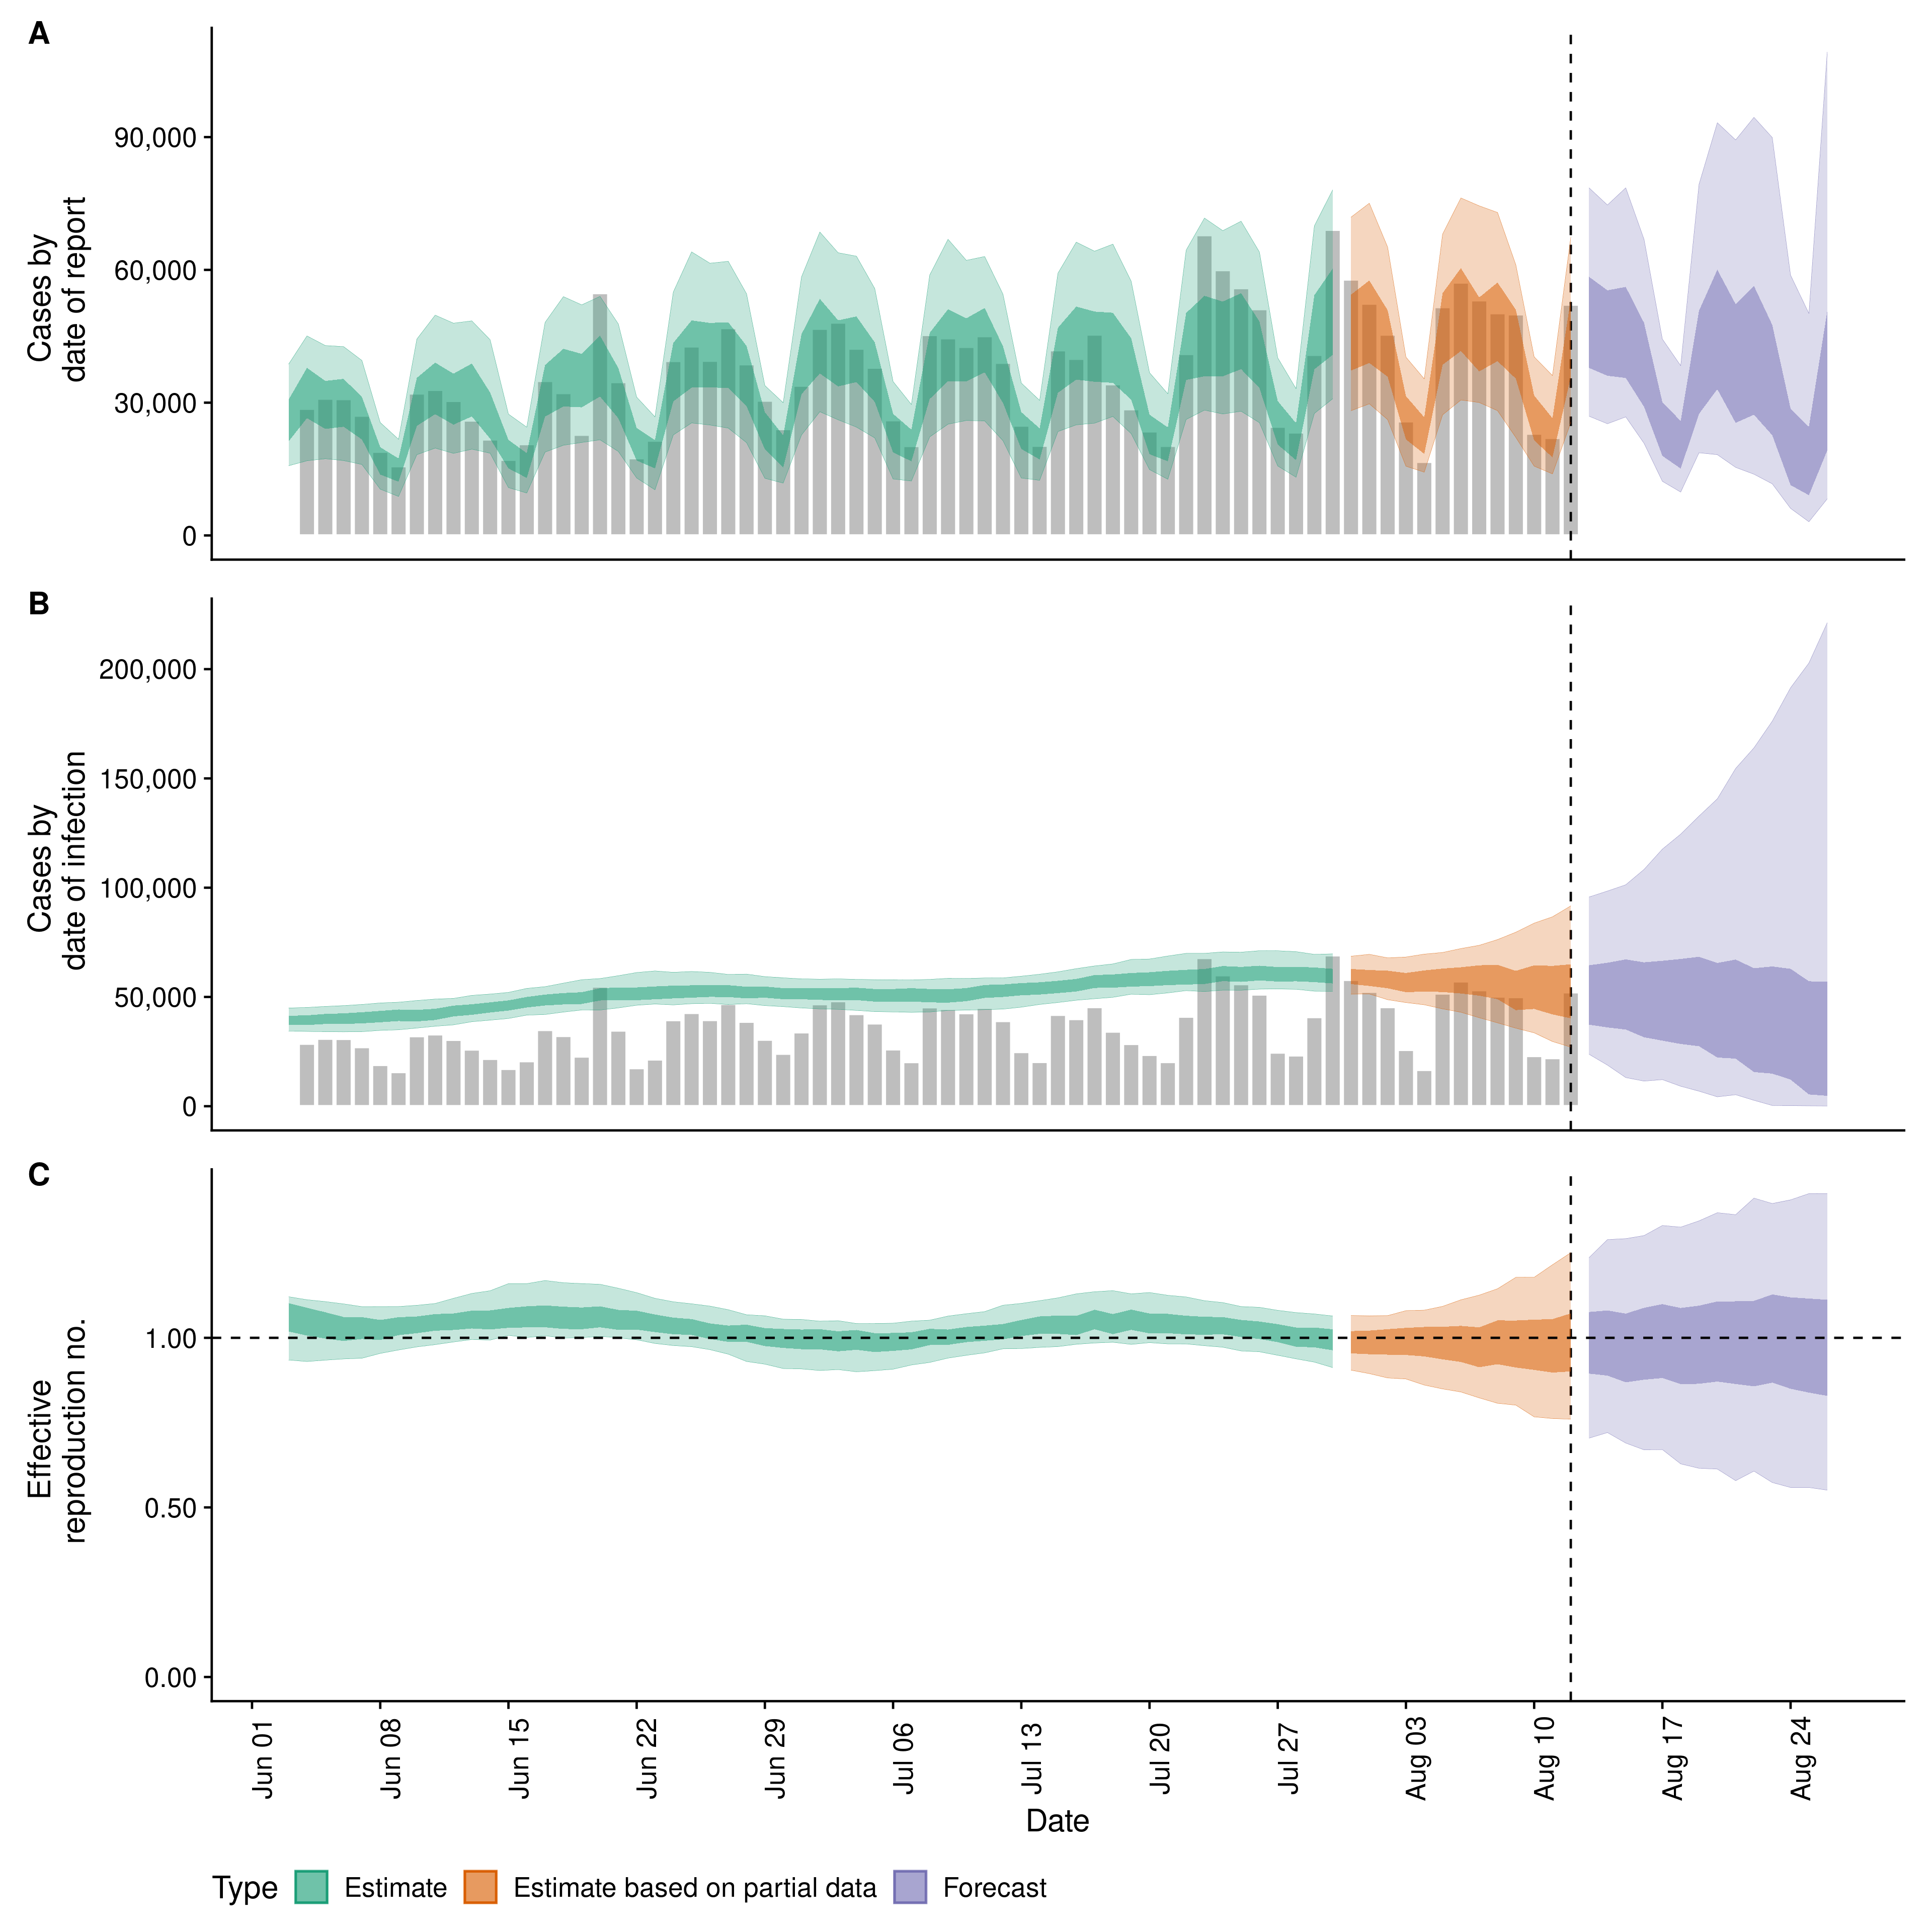 A
Cases by
date of report
90,000
60,000
30,000
0
B
Cases by
date of infection
200,000
150,000
100,000
50,000
0
C
Effective
reproduction no.
1.00
0.50
0.00
Jun 01
Jun 08
Jun 15
Jun 22
Jun 29
Jul 06
Jul 13
Jul 20
Jul 27
Aug 03
Aug 10
Aug 17
Aug 24
Date
Type Estimate Estimate based on partial data Forecast